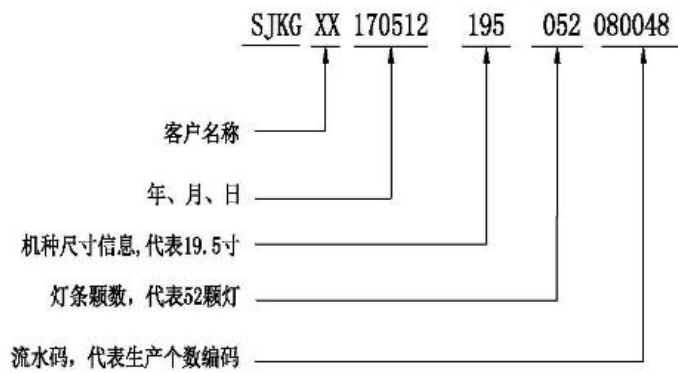 SJKG XX 170512 195 052 080048
客户名称
年、月、日
机种尺寸信息,代表19.5寸
灯条颗数，代表52颗灯
流水码，代表生产个数编码